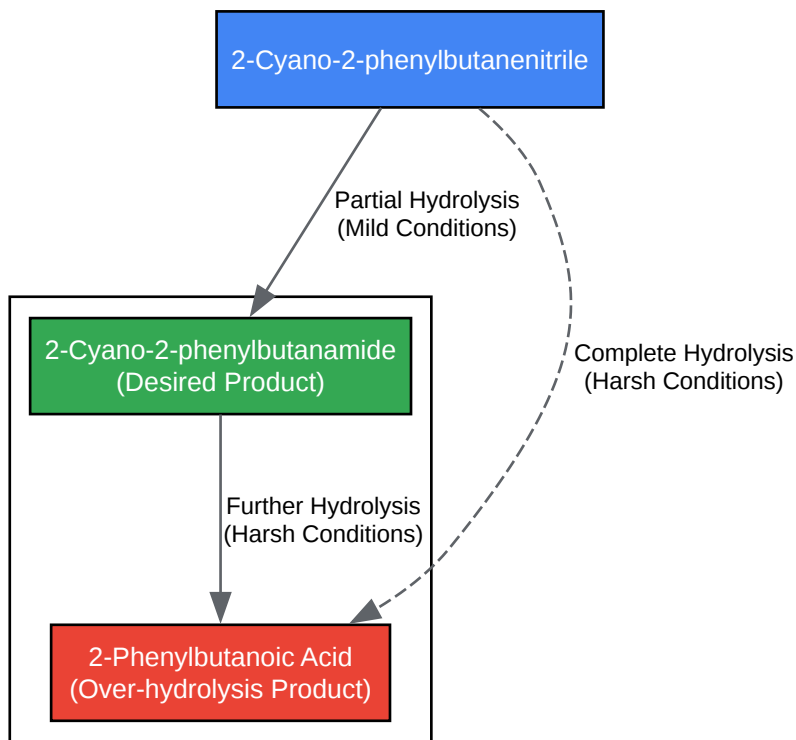 2-Cyano-2-phenylbutanenitrile
Partial Hydrolysis
(Mild Conditions)
2-Cyano-2-phenylbutanamide
(Desired Product)
Complete Hydrolysis
(Harsh Conditions)
Further Hydrolysis
(Harsh Conditions)
2-Phenylbutanoic Acid
(Over-hydrolysis Product)